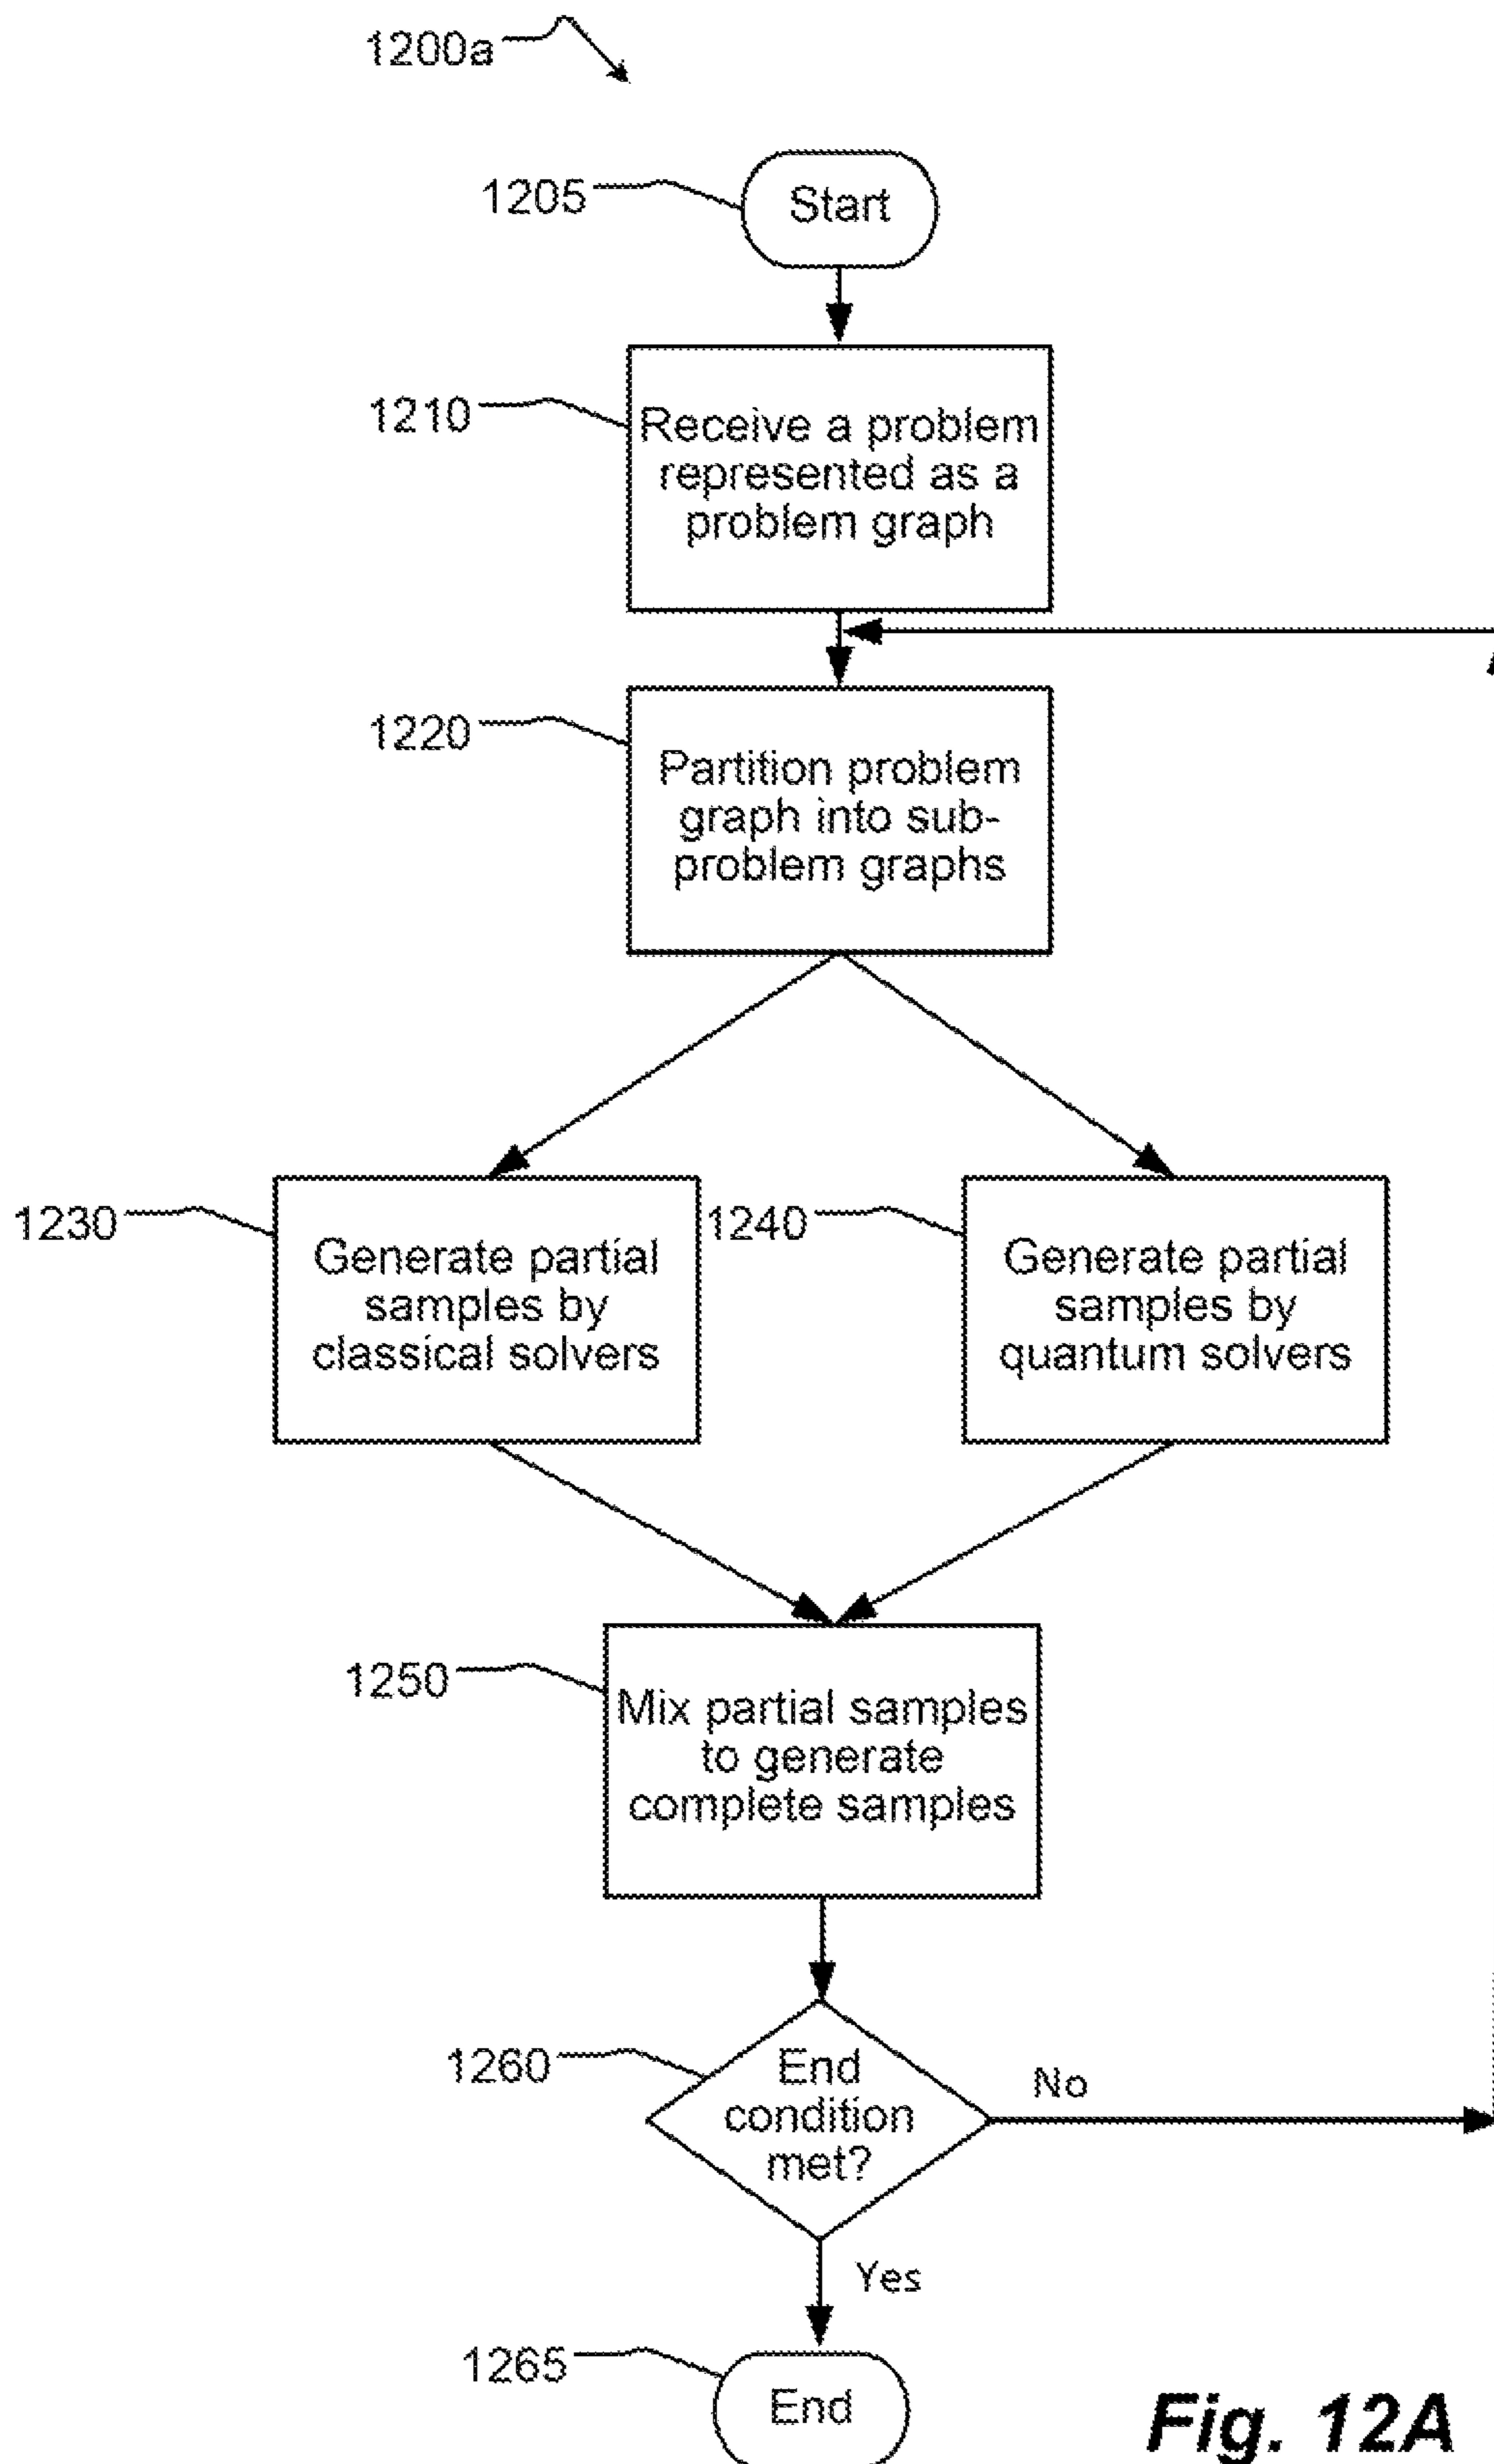 1200a
1205
Start
1210
Receive a problem
represented as a
problem graph
1220
Partition problem
graph into sub-
problem graphs
1230
Generate partial
samples by
classical solvers
1240
Generate partial
samples by
quantum solvers
1250
Mix partial samples
to generate
complete samples
1260
End
condition
met?
No
Yes
1265
End
Fig. 12A